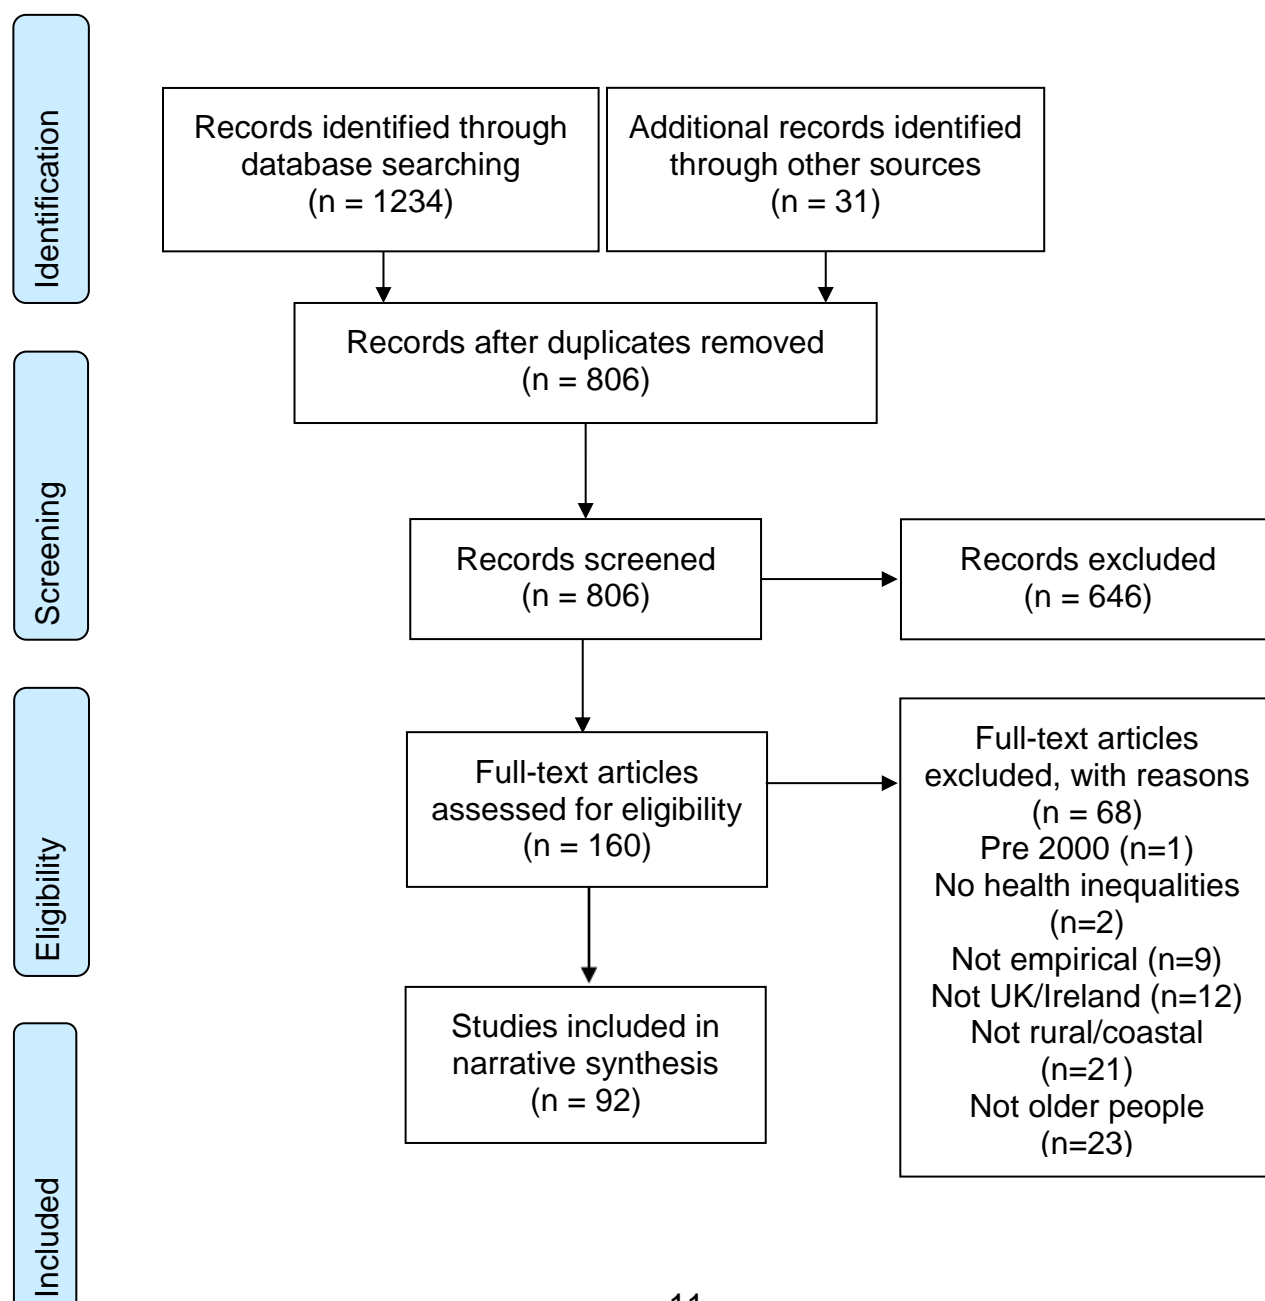 Identification
Records identified through
database searching
(n = 1234)
Additional records identified
through other sources
(n = 31)
Records after duplicates removed
(n = 806)
Screening
Records screened
(n = 806)
Records excluded
(n = 646)
Eligibility
Full-text articles
assessed for eligibility
(n = 160)
Full-text articles
excluded, with reasons
(n = 68)
Pre 2000 (n=1)
No health inequalities
(n=2)
Not empirical (n=9)
Not UK/Ireland (n=12)
Not rural/coastal
(n=21)
Not older people
(n=23)
Included
Studies included in
narrative synthesis
(n = 92)
11